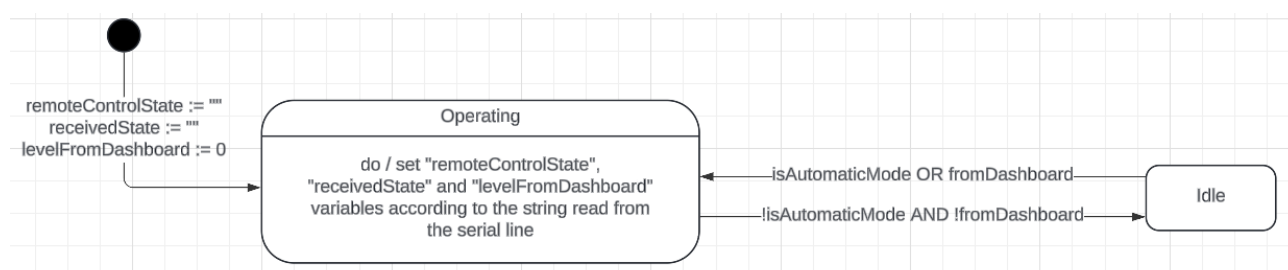 remoteControlState := ""
receivedState := ""
levelFromDashboard := 0
Operating
do / set "remoteControlState",
"receivedState" and "levelFromDashboard"
variables according to the string read from
the serial line
isAutomaticMode OR fromDashboard
!isAutomaticMode AND !fromDashboard
Idle